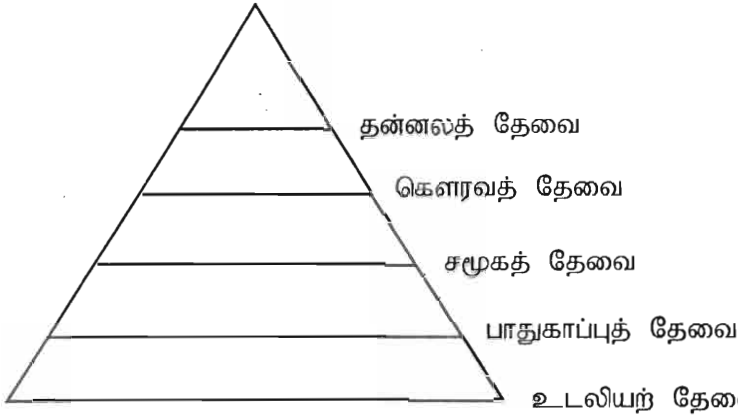 தன்னலத் தேவை
கௌரவத் தேவை
சமூகத் தேவை
பாதுகாப்புத் தேவை
உடலியற்